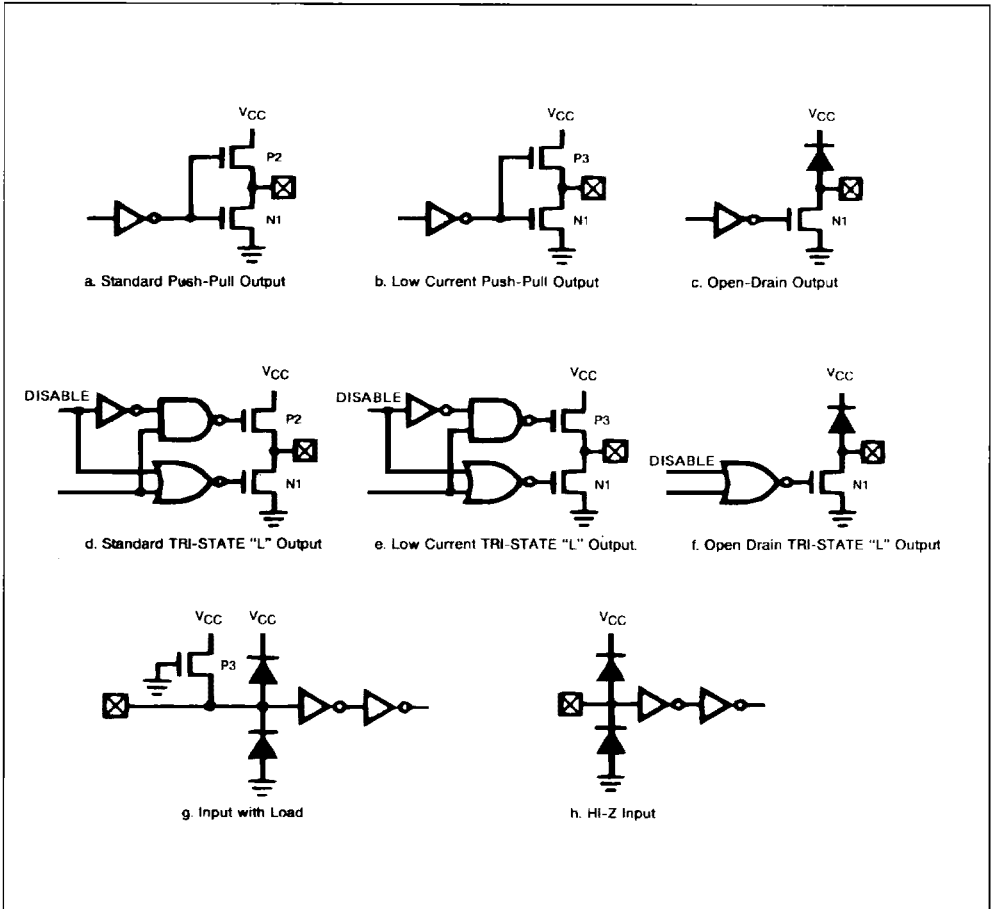 VCC
P2
N1
a. Standard Push-Pull Output
VCC
P3
N1
b. Low Current Push-Pull Output
VCC
N1
c. Open-Drain Output
DISABLE
VCC
P2
N1
d. Standard TRI-STATE "L" Output
DISABLE
VCC
P3
N1
e. Low Current TRI-STATE "L" Output.
DISABLE
VCC
N1
f. Open Drain TRI-STATE "L" Output
VCC VCC
P3
g. Input with Load
VCC
h. HI-Z Input